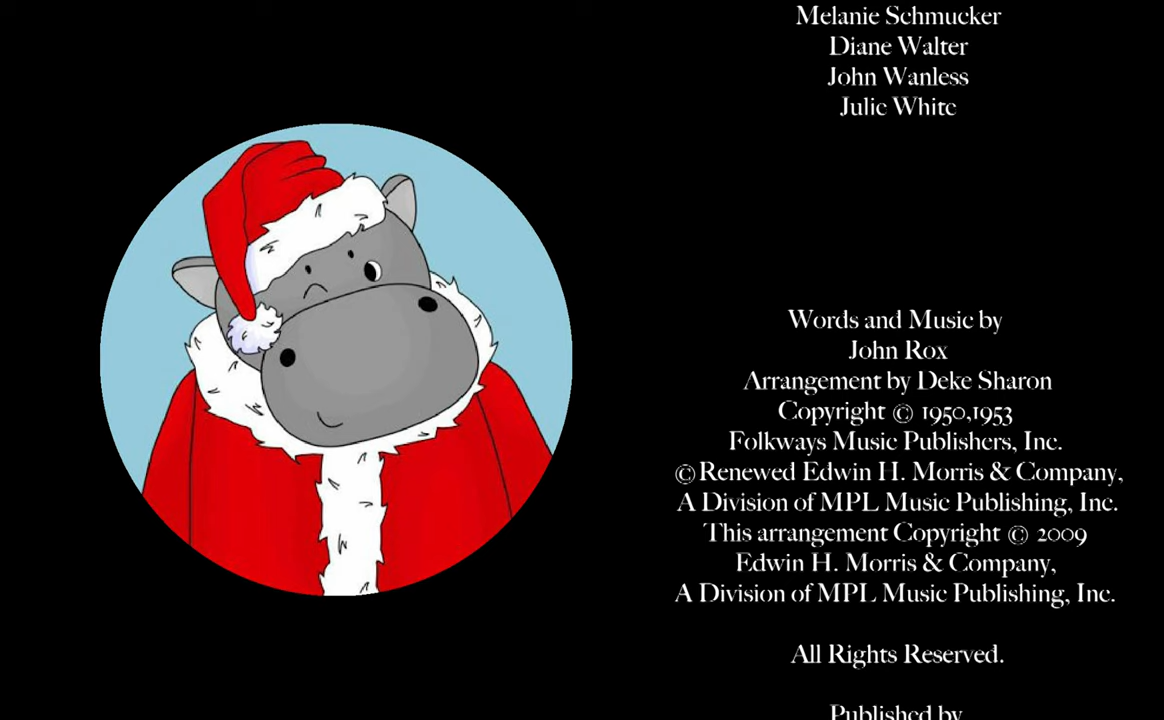 Melanie Schmucker
Diane Walter
John Wanless
Julie White
Words and Music by
John Rox
Arrangement by Deke Sharon
Copyright © 1950,1953
Folkways Music Publishers, Inc.
© Renewed Edwin H. Morris & Company,
A Division of MPL Music Publishing, Inc.
This arrangement Copyright © 2009
Edwin H. Morris & Company,
A Division of MPL Music Publishing, Inc.
All Rights Reserved.
Published by